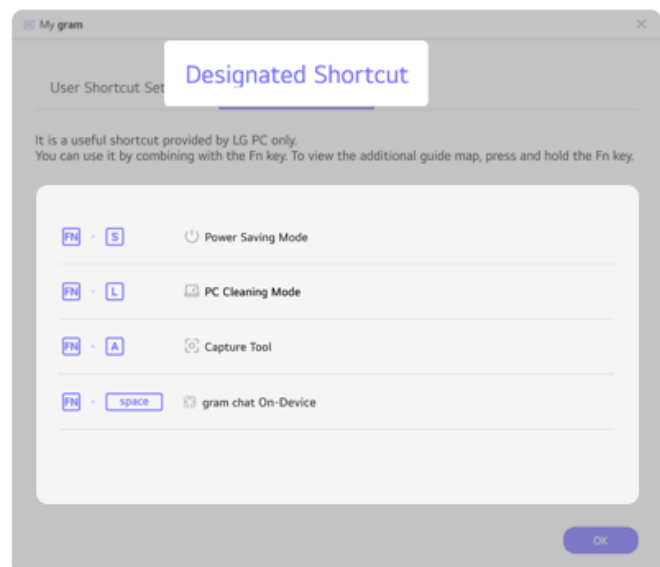 My gram
User Shortcut Set
Designated Shortcut
It is a useful shortcut provided by LG PC only.
You can use it by combining with the Fn key. To view the additional guide map, press and hold the Fn key.
FN - S Power Saving Mode
FN - L PC Cleaning Mode
FN - A Capture Tool
FN - space gram chat On-Device
OK